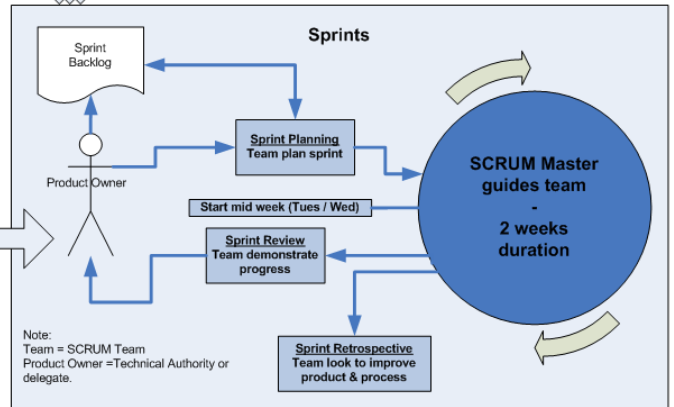 Sprints
Sprint
Backlog
Sprint Planning
Team plan sprint
Product Owner
SCRUM Master
guides team
-
2 weeks
duration
Start mid week (Tues / Wed)
Sprint Review
Team demonstrate
progress
Note:
Team = SCRUM Team
Product Owner =Technical Authority or
delegate.
Sprint Retrospective
Team look to improve
product & process